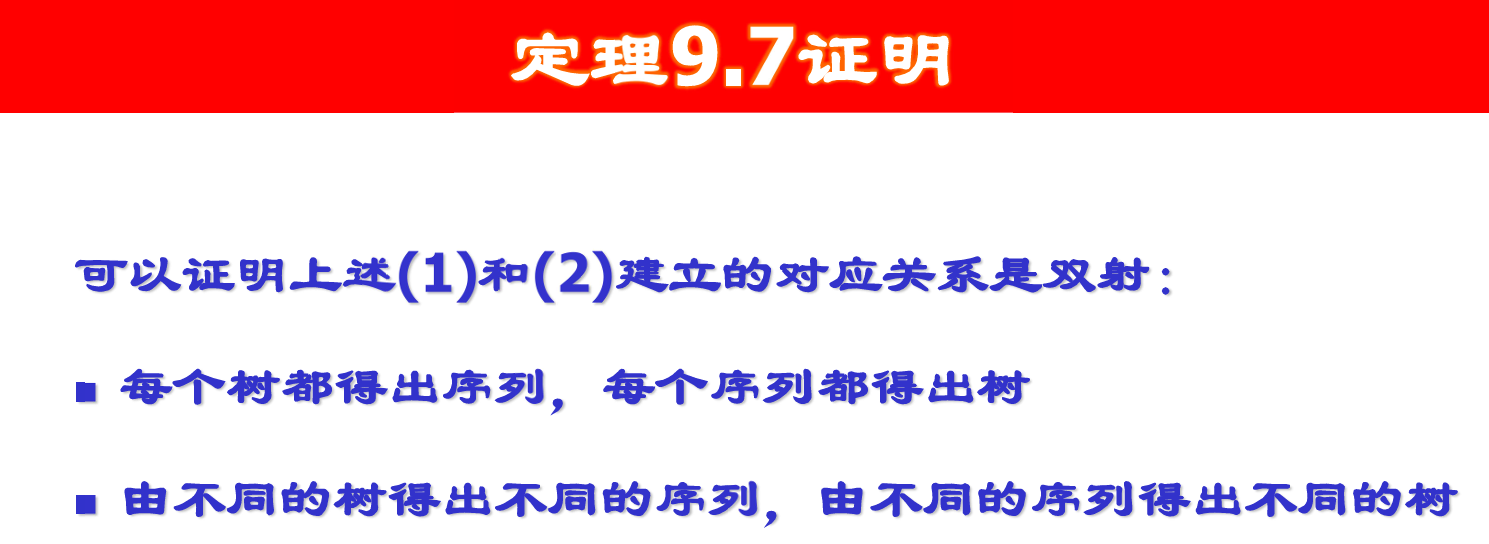 定理9.7证明
可以证明上述(1)和(2)建立的对应关系是双射：
▪ 每个树都得出序列，每个序列都得出树
▪ 由不同的树得出不同的序列，由不同的序列得出不同的树